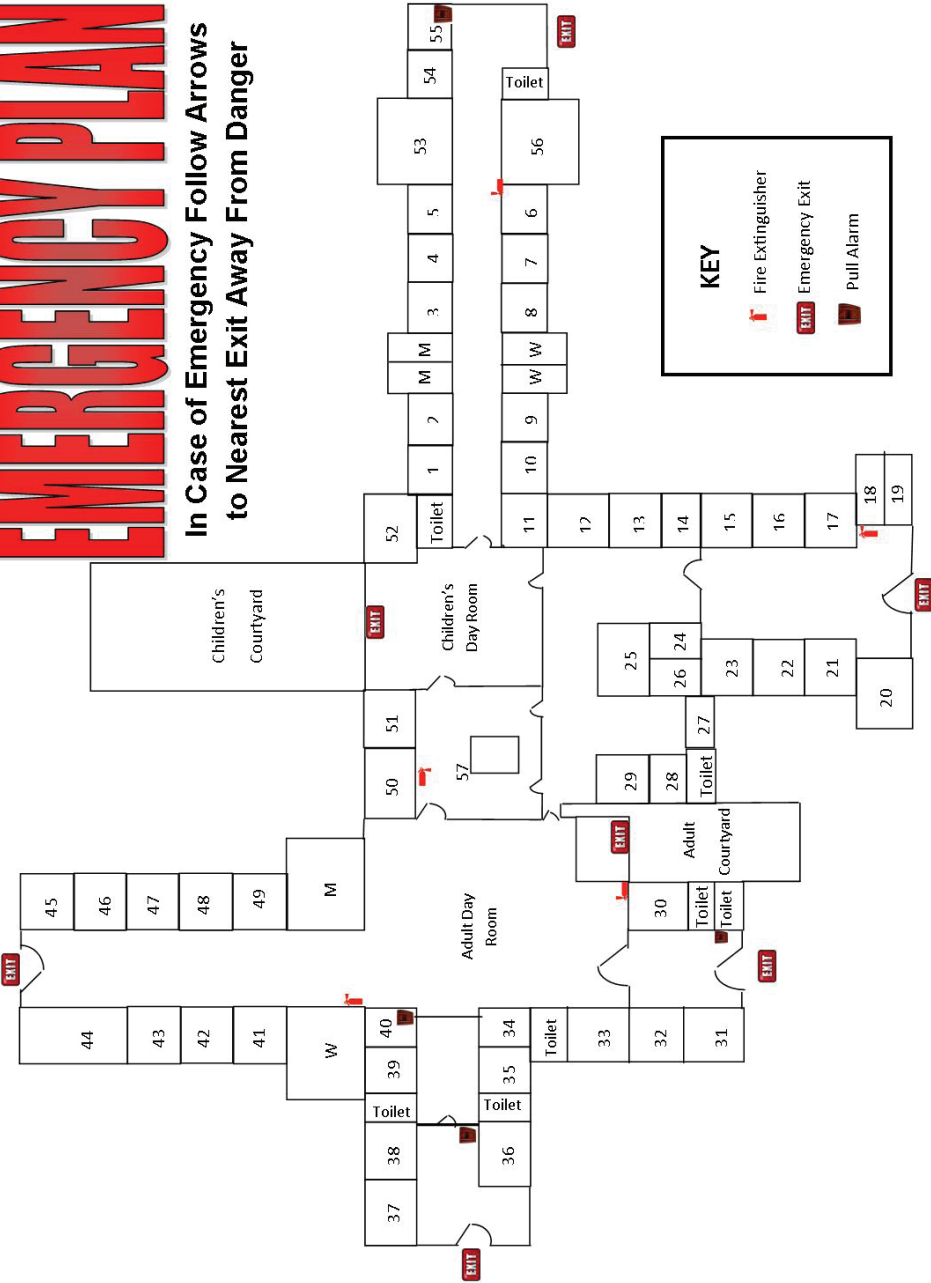 EMERGENCY PLAN
In Case of Emergency Follow Arrows
to Nearest Exit Away From Danger
EXIT
44
43
42
41
W
45
46
47
48
49
M
37
38
Toilet
39
40
EXIT
36
Toilet
35
34
Toilet
33
32
31
Adult Day
Room
50
51
57
Children's
Courtyard
EXIT
Children's
Day Room
52
Toilet
1
2
M
M
3
4
5
53
54
55
EXIT
11
10
9
W
W
8
7
6
56
Toilet
12
13
14
15
16
17
18
19
EXIT
20
21
22
23
24
25
26
27
28
29
Toilet
EXIT
Adult
Courtyard
30
Toilet
Toilet
EXIT
KEY
Fire Extinguisher
EXIT
Emergency Exit
Pull Alarm